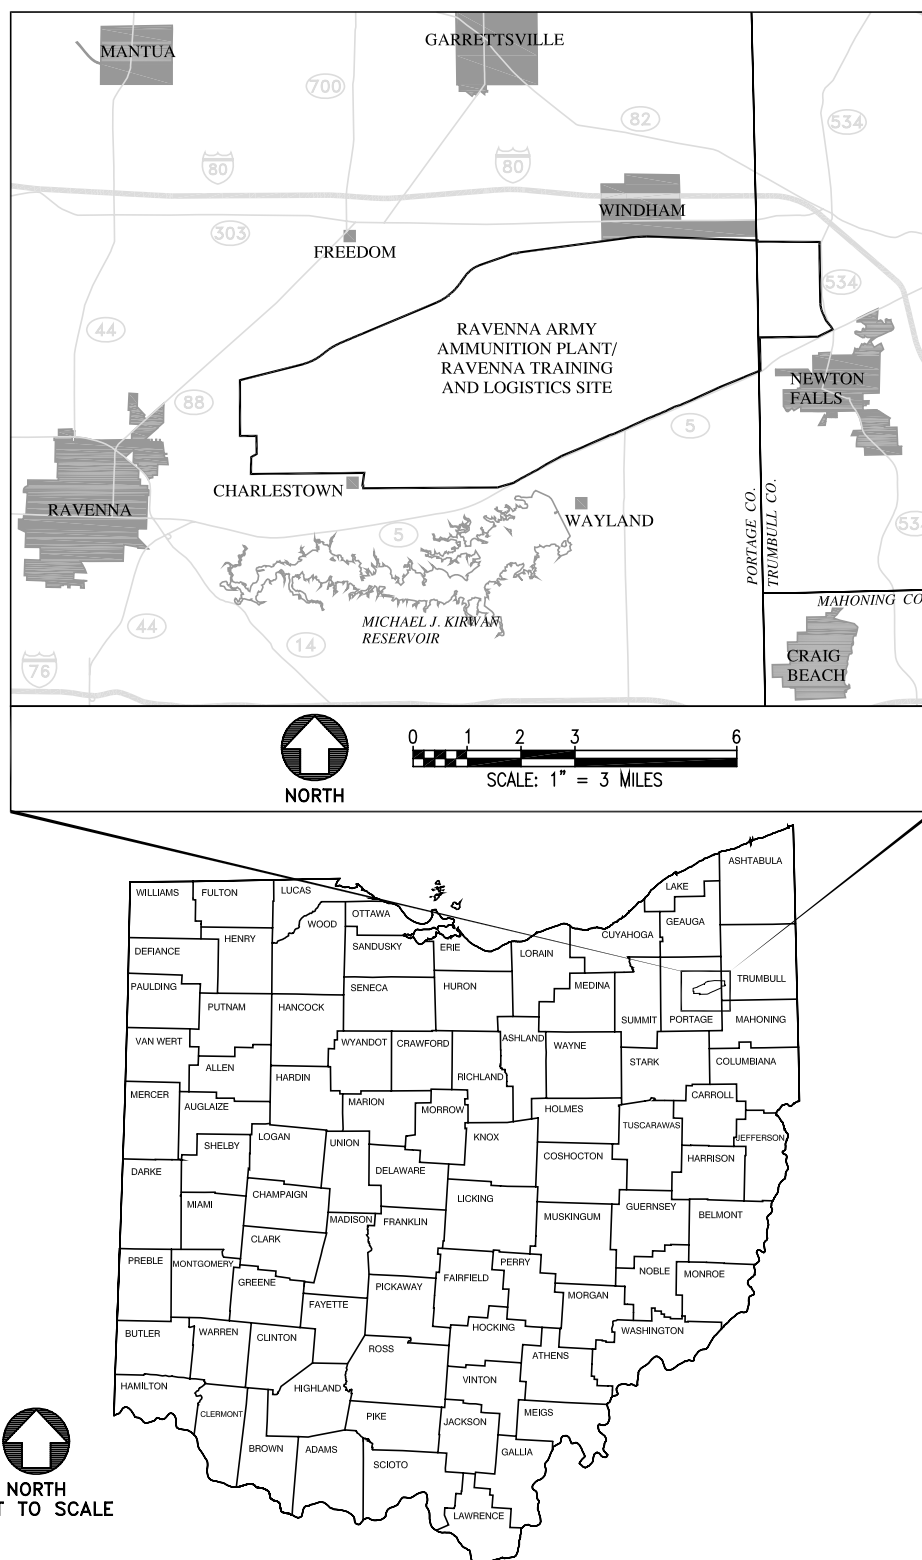 MANTUA
GARRETTSVILLE
700
82
534
80
80
WINDHAM
303
FREEDOM
534
44
RAVENNA ARMY
AMMUNITION PLANT/
RAVENNA TRAINING
AND LOGISTICS SITE
NEWTON
FALLS
88
5
CHARLESTOWN
RAVENNA
WAYLAND
5
PORTAGE CO.
TRUMBULL CO.
MAHONING CO
44
MICHAEL J. KIRWAN
RESERVOIR
14
76
CRAIG
BEACH
0 1 2 3 6
SCALE: 1" = 3 MILES
NORTH
ASHTABULA
LAKE
WILLIAMS
FULTON
LUCAS
OTTAWA
GEAUGA
WOOD
CUYAHOGA
HENRY
SANDUSKY
ERIE
DEFIANCE
LORAIN
TRUMBULL
PAULDING
SENECA
HURON
MEDINA
PUTNAM
HANCOCK
SUMMIT
PORTAGE
MAHONING
VAN WERT
WYANDOT
CRAWFORD
ASHLAND
WAYNE
ALLEN
STARK
COLUMBIANA
HARDIN
RICHLAND
MERCER
CARROLL
AUGLAIZE
MARION
MORROW
HOLMES
TUSCARAWAS
LOGAN
UNION
KNOX
JEFFERSON
SHELBY
COSHOCTON
HARRISON
DARKE
DELAWARE
CHAMPAIGN
LICKING
MIAMI
GUERNSEY
MADISON
FRANKLIN
MUSKINGUM
BELMONT
CLARK
PREBLE
MONTGOMERY
PERRY
GREENE
FAIRFIELD
NOBLE
MONROE
PICKAWAY
MORGAN
FAYETTE
BUTLER
WARREN
CLINTON
HOCKING
WASHINGTON
ROSS
ATHENS
HAMILTON
HIGHLAND
VINTON
CLERMONT
PIKE
JACKSON
MEIGS
BROWN
ADAMS
GALLIA
SCIOTO
LAWRENCE
NORTH
T TO SCALE